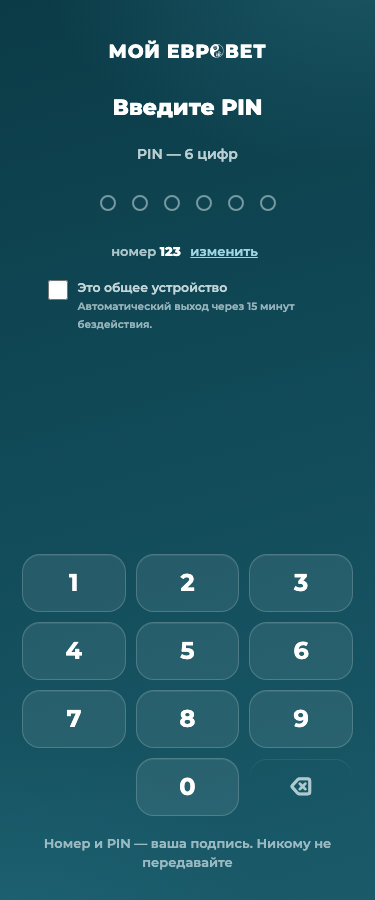 МОЙ ЕВРОВЕТ
Введите PIN
PIN — 6 цифр
номер 123 изменить
Это общее устройство
Автоматический выход через 15 минут
бездействия.
1 2 3
4 5 6
7 8 9
0
Номер и PIN — ваша подпись. Никому не
передавайте